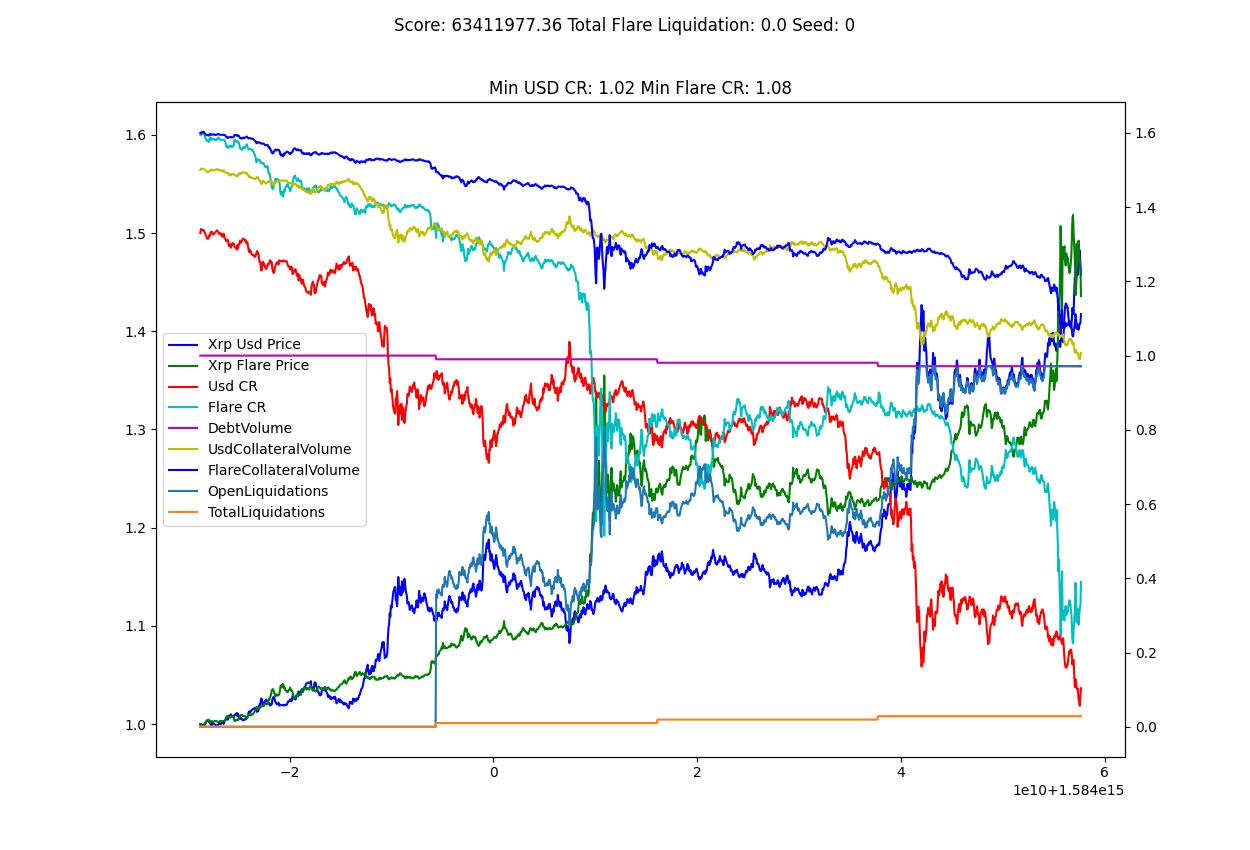 Score: 63411977.36 Total Flare Liquidation: 0.0 Seed: 0
Min USD CR: 1.02 Min Flare CR: 1.08
1.6
1.5
1.4
1.3
1.2
1.1
1.0
Xrp Usd Price
Xrp Flare Price
Usd CR
Flare CR
DebtVolume
UsdCollateralVolume
FlareCollateralVolume
OpenLiquidations
TotalLiquidations
1.6
1.4
1.2
1.0
0.8
0.6
0.4
0.2
0.0
−2 0 2 4 6
1e10+1.584e15